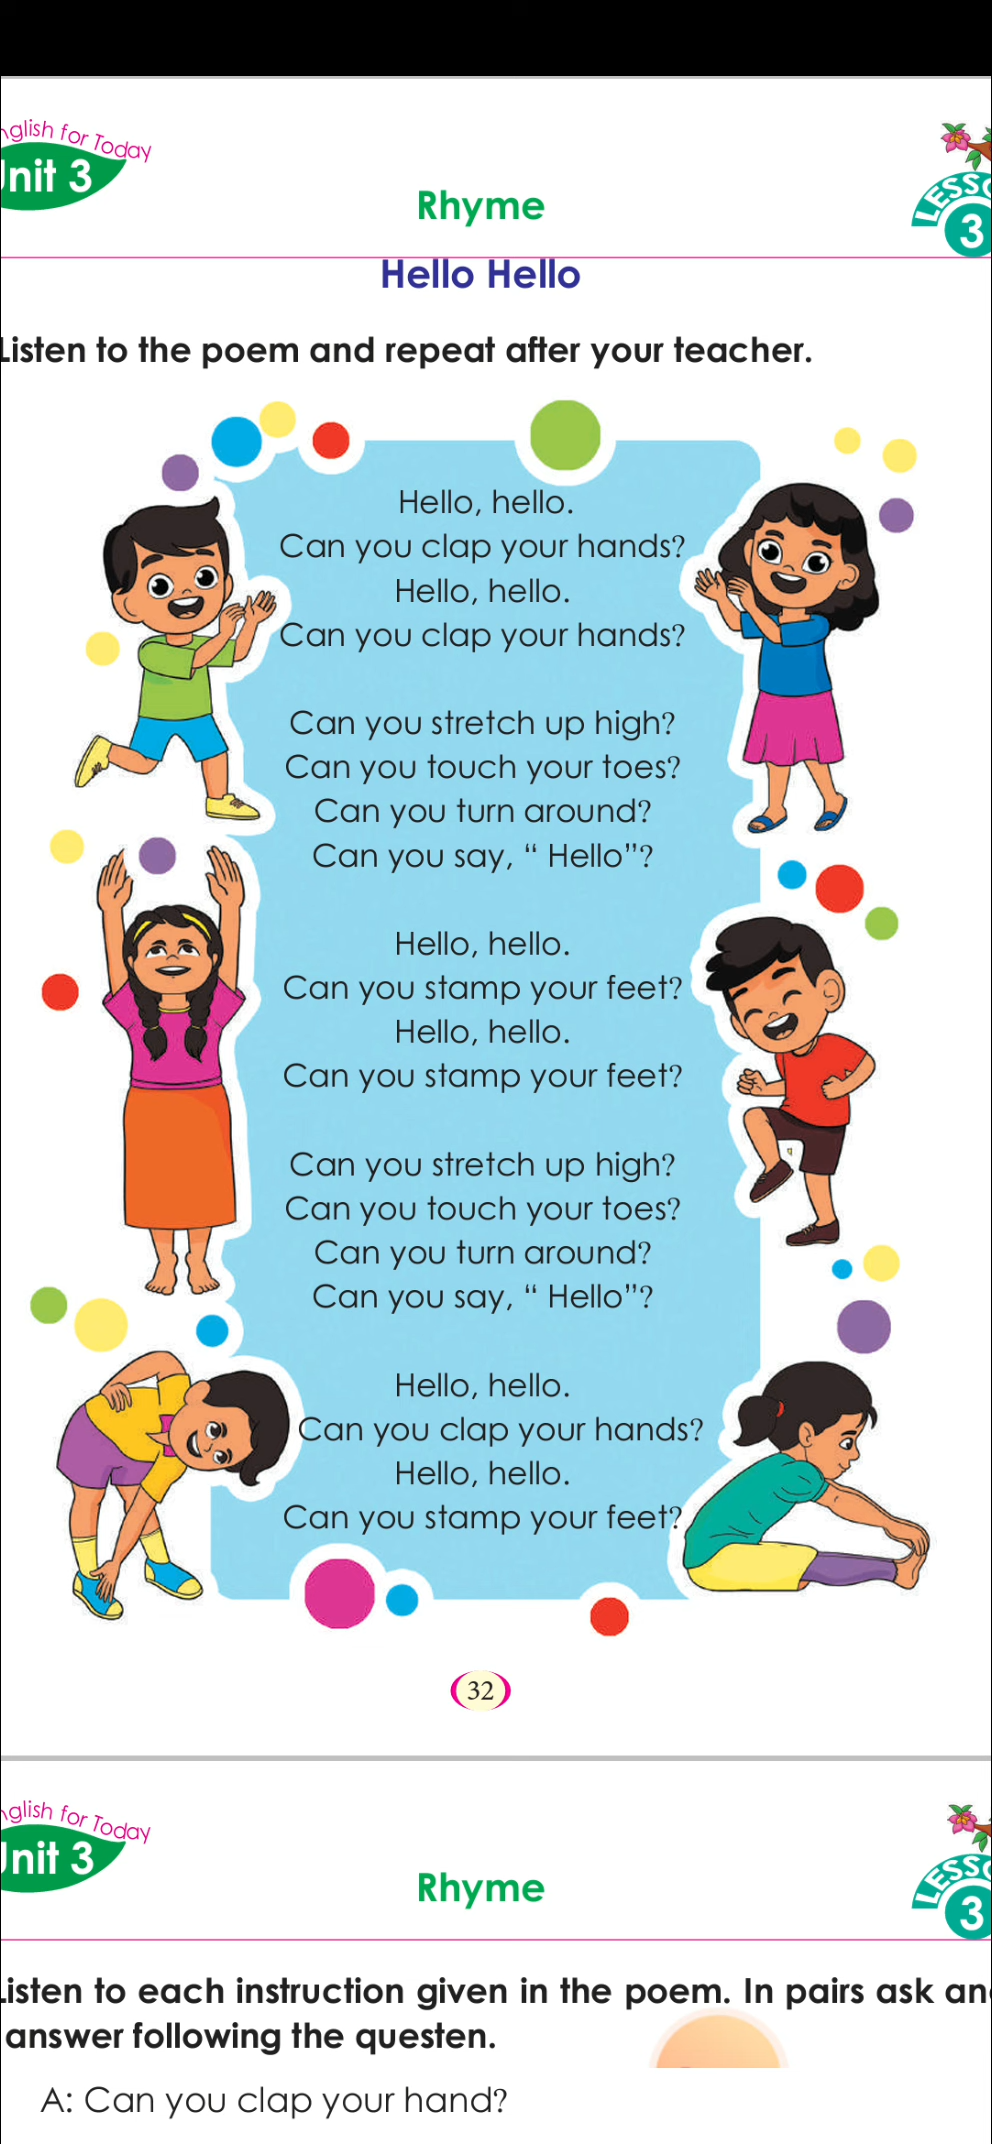 nglish for Today
Unit 3
Rhyme
LESSO
3
Hello Hello
Listen to the poem and repeat after your teacher.
Hello, hello.
Can you clap your hands?
Hello, hello.
Can you clap your hands?
Can you stretch up high?
Can you touch your toes?
Can you turn around?
Can you say, “ Hello”?
Hello, hello.
Can you stamp your feet?
Hello, hello.
Can you stamp your feet?
Can you stretch up high?
Can you touch your toes?
Can you turn around?
Can you say, “ Hello”?
Hello, hello.
Can you clap your hands?
Hello, hello.
Can you stamp your feet?
32
nglish for Today
Unit 3
Rhyme
LESSO
3
Listen to each instruction given in the poem. In pairs ask an
answer following the questen.
A: Can you clap your hand?